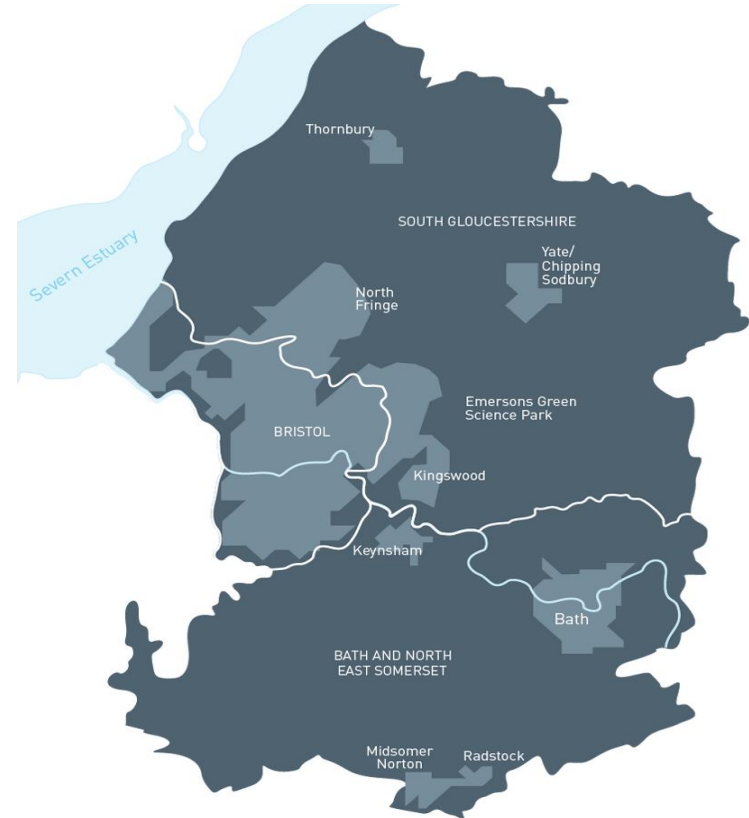 Thornbury
SOUTH GLOUCESTERSHIRE
Severn Estuary
Yate/
Chipping
Sodbury
North
Fringe
Emersons Green
Science Park
BRISTOL
Kingswood
Keynsham
Bath
BATH AND NORTH
EAST SOMERSET
Midsomer
Norton
Radstock